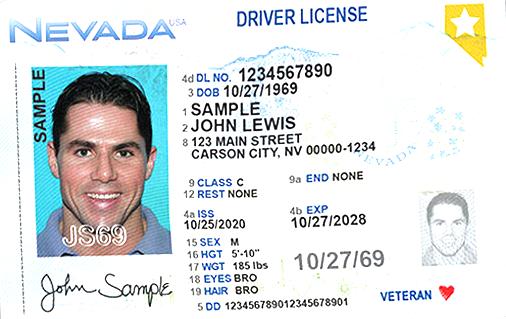 NEVADA USA DRIVER LICENSE
SAMPLE
4d DL NO. 1234567890
3 DOB 10/27/1969
1 SAMPLE
2 JOHN LEWIS
8 123 MAIN STREET
CARSON CITY, NV 00000-1234
NEVADA
9 CLASS C 9a END NONE
12 REST NONE
4a ISS 4b EXP
10/25/2020 10/27/2028
15 SEX M
16 HGT 5'-10"
17 WGT 185 lbs
18 EYES BRO
19 HAIR BRO
10/27/69
JS69
John Sample
5 DD 12345678901234567890​1
VETERAN